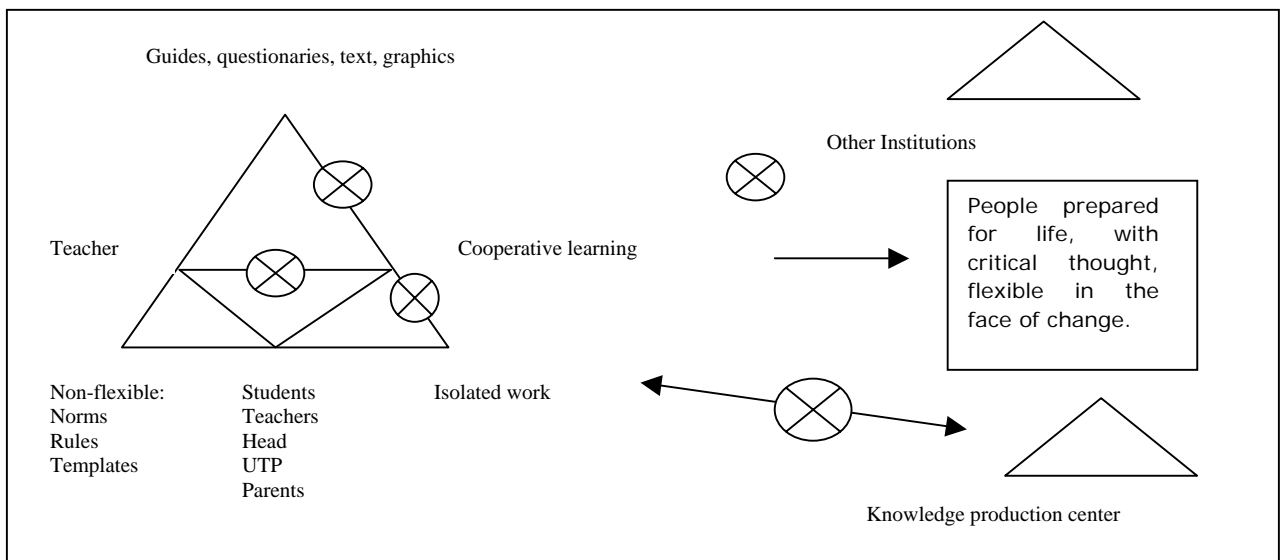 Guides, questionaries, text, graphics
Other Institutions
People prepared
for life, with
critical thought,
flexible in the
face of change.
Teacher
Cooperative learning
Non-flexible:
Norms
Rules
Templates
Students
Teachers
Head
UTP
Parents
Isolated work
Knowledge production center